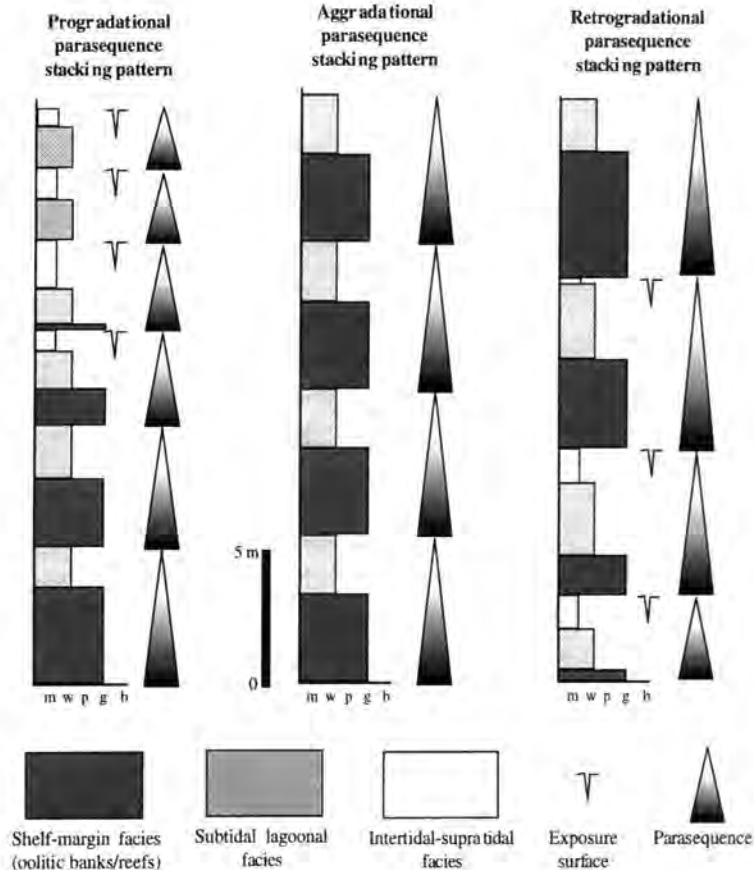 Progradational
parasequence
stacking pattern
Aggradational
parasequence
stacking pattern
Retrogradational
parasequence
stacking pattern
5 m
0
m w p g b
m w p g b
m w p g b
Shelf-margin facies
(oolitic banks/reefs)
Subtidal lagoonal
facies
Intertidal-supratidal
facies
Exposure
surface
Parasequence